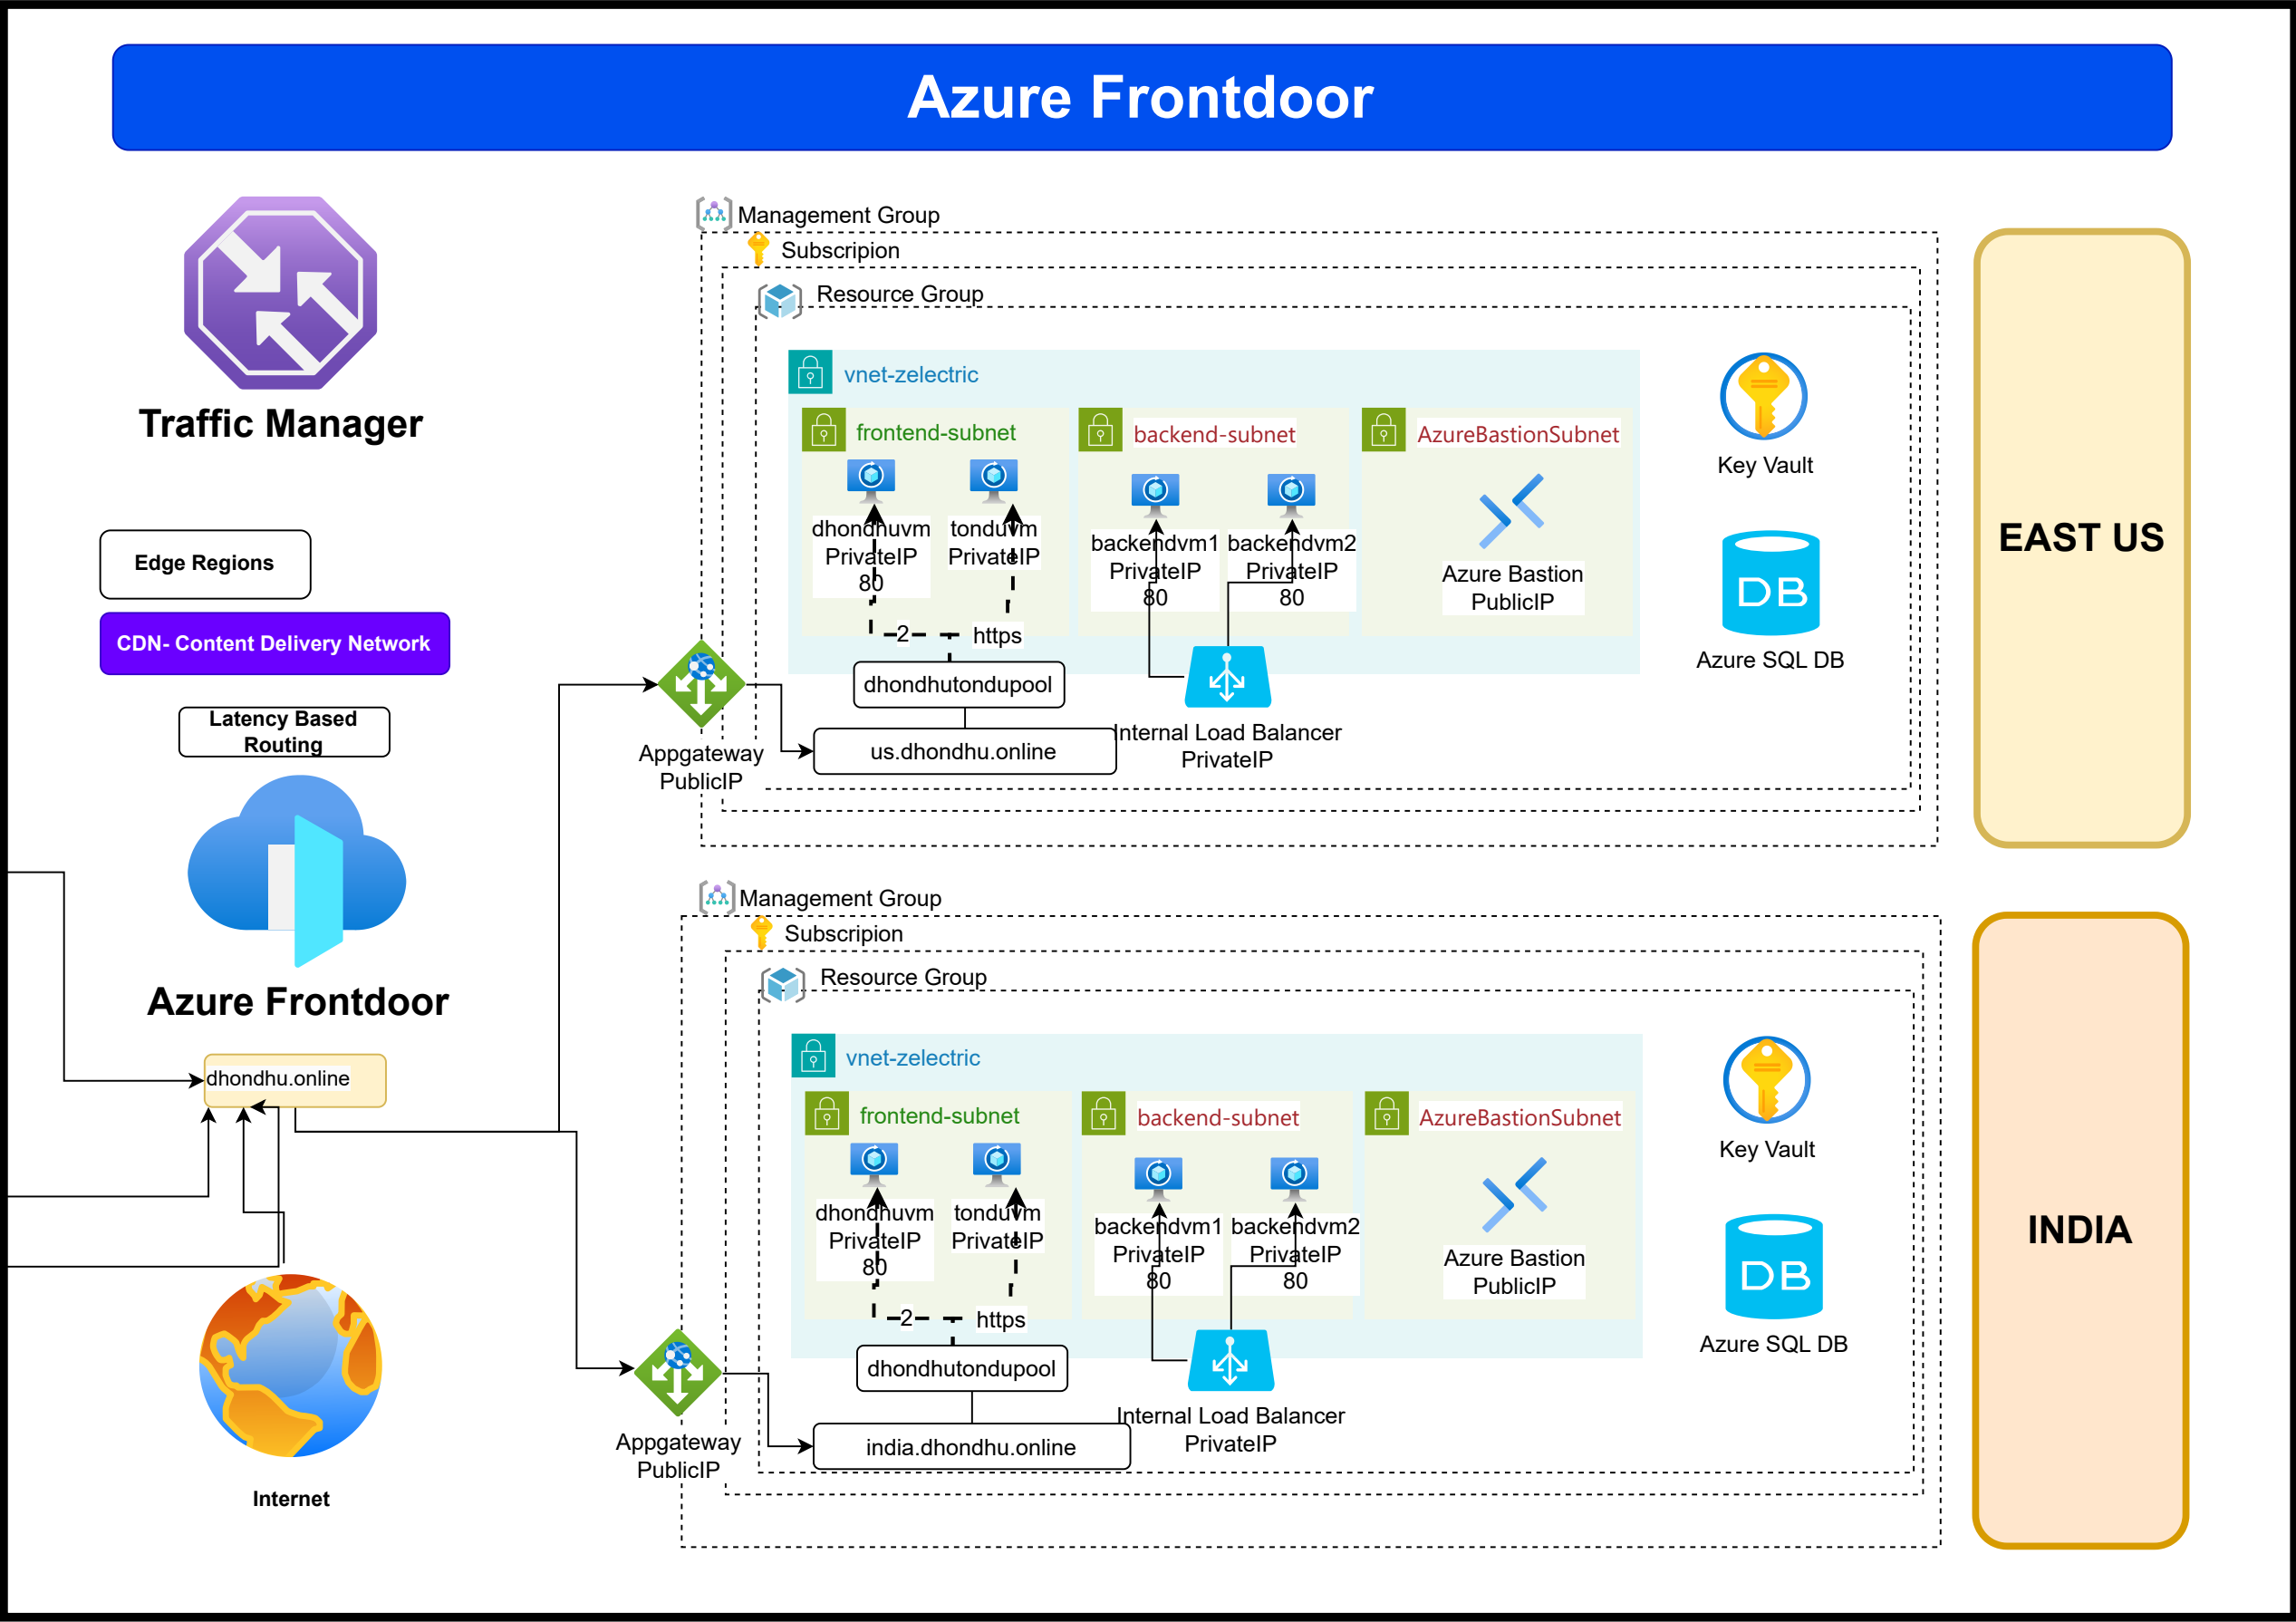 Azure Frontdoor
Traffic Manager
Edge Regions
CDN- Content Delivery Network
Latency Based
Routing
Azure Frontdoor
dhondhu.online
Internet
Management Group
Subscripion
Resource Group
vnet-zelectric
frontend-subnet
dhondhuvm
PrivateIP
80
tonduvm
PrivateIP
2
https
backend-subnet
backendvm1
PrivateIP
80
backendvm2
PrivateIP
80
AzureBastionSubnet
Azure Bastion
PublicIP
Key Vault
DB
Azure SQL DB
Appgateway
PublicIP
dhondhutondupool
us.dhondhu.online
Internal Load Balancer
PrivateIP
EAST US
Management Group
Subscripion
Resource Group
vnet-zelectric
frontend-subnet
dhondhuvm
PrivateIP
80
tonduvm
PrivateIP
2
https
backend-subnet
backendvm1
PrivateIP
80
backendvm2
PrivateIP
80
AzureBastionSubnet
Azure Bastion
PublicIP
Key Vault
DB
Azure SQL DB
Appgateway
PublicIP
dhondhutondupool
india.dhondhu.online
Internal Load Balancer
PrivateIP
INDIA